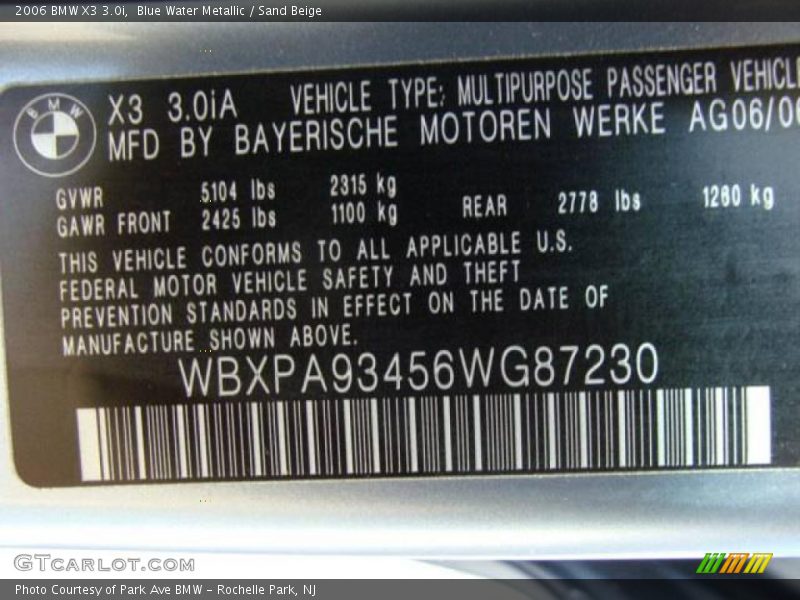 2006 BMW X3 3.0i, Blue Water Metallic / Sand Beige
BMW
X3 3.0iA VEHICLE TYPE: MULTIPURPOSE PASSENGER VEHICLE
MFD BY BAYERISCHE MOTOREN WERKE AG06/06
GVWR 5104 lbs 2315 kg
GAWR FRONT 2425 lbs 1100 kg REAR 2778 lbs 1260 kg
THIS VEHICLE CONFORMS TO ALL APPLICABLE U.S.
FEDERAL MOTOR VEHICLE SAFETY AND THEFT
PREVENTION STANDARDS IN EFFECT ON THE DATE OF
MANUFACTURE SHOWN ABOVE.
WBXPA93456WG87230
GTCARLOT.COM
Photo Courtesy of Park Ave BMW - Rochelle Park, NJ